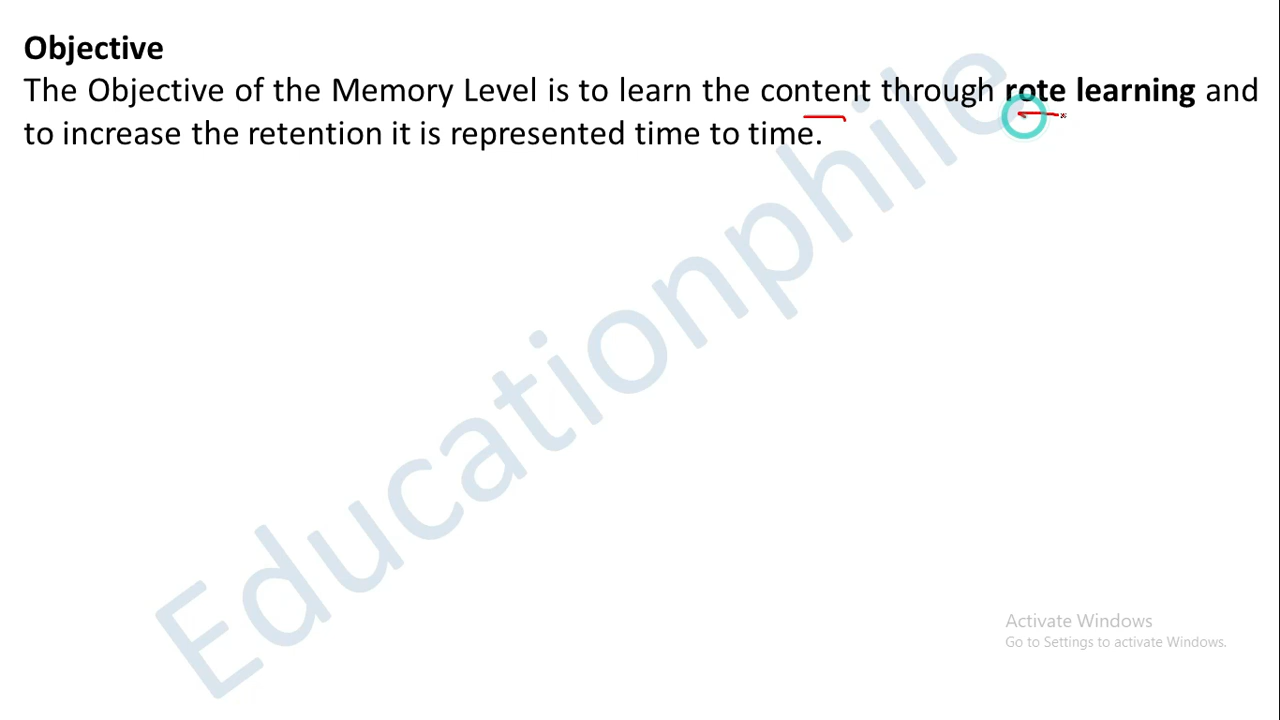 Objective
The Objective of the Memory Level is to learn the content through rote learning and
to increase the retention it is represented time to time.
Educationphile
Activate Windows
Go to Settings to activate Windows.